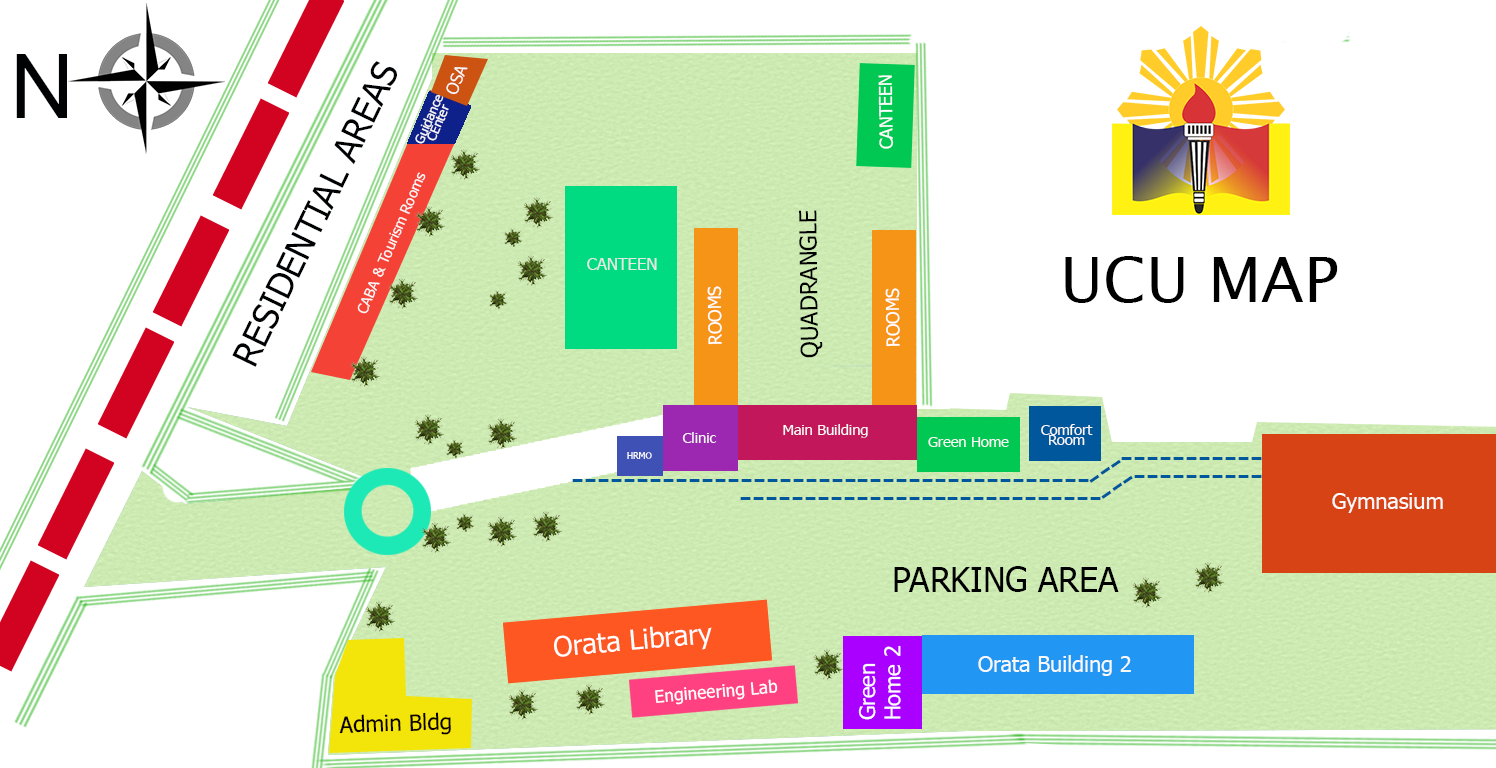 N
RESIDENTIAL AREAS
OSA
Guidance
CEnter
CABA & Tourism Rooms
CANTEEN
CANTEEN
ROOMS
QUADRANGLE
ROOMS
UCU MAP
HRMO
Clinic
Main Building
Green Home
Comfort
Room
Gymnasium
PARKING AREA
Orata Library
Engineering Lab
Green
Home 2
Orata Building 2
Admin Bldg